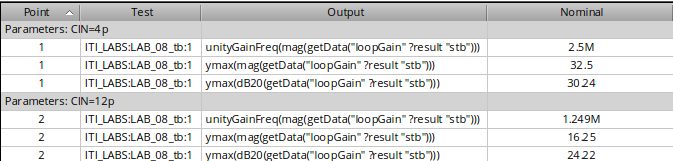 Point Test Output Nominal
Parameters: CIN=4p
1 ITI_LABS:LAB_08_tb:1 unityGainFreq(mag(getData("loopGain" ?result "stb"))) 2.5M
1 ITI_LABS:LAB_08_tb:1 ymax(mag(getData("loopGain" ?result "stb"))) 32.5
1 ITI_LABS:LAB_08_tb:1 ymax(dB20(getData("loopGain" ?result "stb"))) 30.24
Parameters: CIN=12p
2 ITI_LABS:LAB_08_tb:1 unityGainFreq(mag(getData("loopGain" ?result "stb"))) 1.249M
2 ITI_LABS:LAB_08_tb:1 ymax(mag(getData("loopGain" ?result "stb"))) 16.25
2 ITI_LABS:LAB_08_tb:1 ymax(dB20(getData("loopGain" ?result "stb"))) 24.22